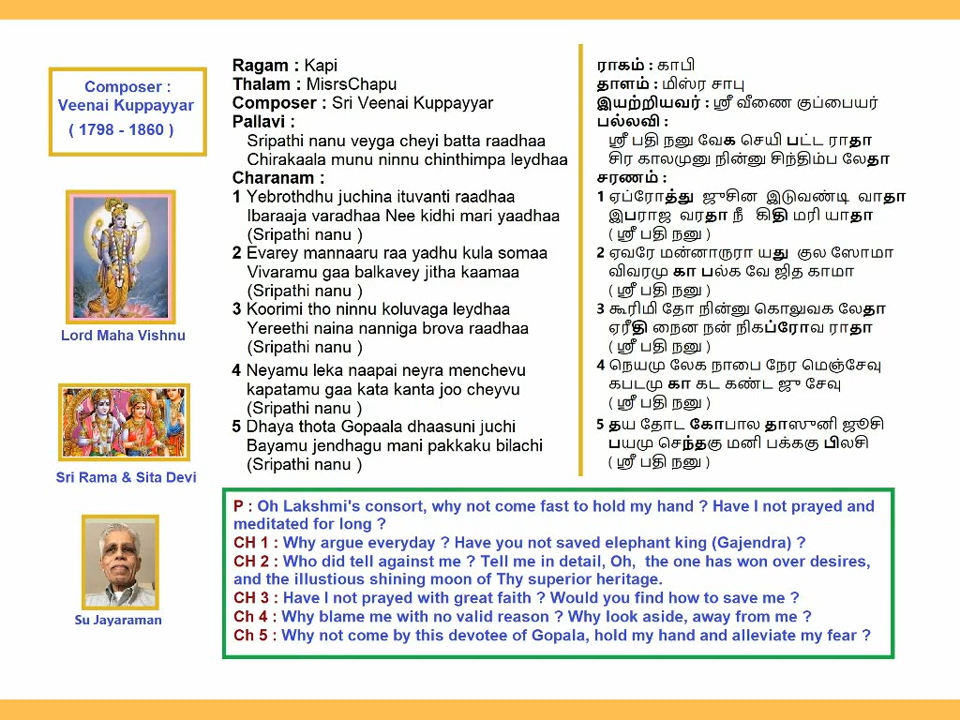 Composer :
Veenai Kuppayyar
( 1798 - 1860 )
Lord Maha Vishnu
Sri Rama & Sita Devi
Su Jayaraman
Ragam : Kapi
Thalam : MisrsChapu
Composer : Sri Veenai Kuppayyar
Pallavi :
Sripathi nanu veyga cheyi batta raadhaa
Chirakaala munu ninnu chinthimpa leydhaa
Charanam :
1 Yebrothdhu juchina ituvanti raadhaa
Ibaraaja varadhaa Nee kidhi mari yaadhaa
(Sripathi nanu )
2 Evarey mannaaru raa yadhu kula somaa
Vivaramu gaa balkavey jitha kaamaa
(Sripathi nanu )
3 Koorimi tho ninnu koluvaga leydhaa
Yereethi naina nanniga brova raadhaa
(Sripathi nanu )
4 Neyamu leka naapai neyra menchevu
kapatamu gaa kata kanta joo cheyvu
(Sripathi nanu )
5 Dhaya thota Gopaala dhaasuni juchi
Bayamu jendhagu mani pakkaku bilachi
(Sripathi nanu )
ராகம் : காபி
தாளம் : மிஸ்ர சாபு
இயற்றியவர் : ஸ்ரீ வீணை குப்பையர்
பல்லவி :
ஸ்ரீ பதி நனு வேக செயி பட்ட ராதா
சிர காலமுனு நின்னு சிந்திம்ப லேதா
சரணம் :
1 ஏப்ரோத்து ஜுசின இடுவண்டி வாதா
இபராஜ வரதா நீ கிதி மரி யாதா
( ஸ்ரீ பதி நனு )
2 ஏவரே மன்னாருரா யது குல ஸோமா
விவரமு கா பல்க வே ஜித காமா
( ஸ்ரீ பதி நனு )
3 கூரிமி தோ நின்னு கொலுவக லேதா
ஏரீதி நைன நன் நிகப்ரோவ ராதா
( ஸ்ரீ பதி நனு )
4 நெயமு லேக நாபை நேர மெஞ்சேவு
கபடமு கா கட கண்ட ஜு சேவு
( ஸ்ரீ பதி நனு )
5 தய தோட கோபால தாஸுனி ஜூசி
பயமு செந்தகு மனி பக்ககு பிலசி
( ஸ்ரீ பதி நனு )
P : Oh Lakshmi's consort, why not come fast to hold my hand ? Have I not prayed and
meditated for long ?
CH 1 : Why argue everyday ? Have you not saved elephant king (Gajendra) ?
CH 2 : Who did tell against me ? Tell me in detail, Oh, the one has won over desires,
and the illustious shining moon of Thy superior heritage.
CH 3 : Have I not prayed with great faith ? Would you find how to save me ?
Ch 4 : Why blame me with no valid reason ? Why look aside, away from me ?
Ch 5 : Why not come by this devotee of Gopala, hold my hand and alleviate my fear ?